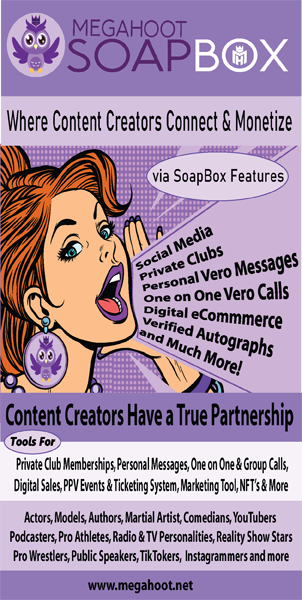 MEGAHOOT
SOAPBOX
Where Content Creators Connect & Monetize
via SoapBox Features
Social Media
Private Clubs
Personal Vero Messages
One on One Vero Calls
Digital eCommmerce
Verified Autographs
and Much More!
Content Creators Have a True Partnership
Tools For
Private Club Memberships, Personal Messages, One on One & Group Calls,
Digital Sales, PPV Events & Ticketing System, Marketing Tool, NFT's & More
Actors, Models, Authors, Martial Artist, Comedians, YouTubers
Podcasters, Pro Athletes, Radio & TV Personalities, Reality Show Stars
Pro Wrestlers, Public Speakers, TikTokers, Instagrammers and more
www.megahoot.net